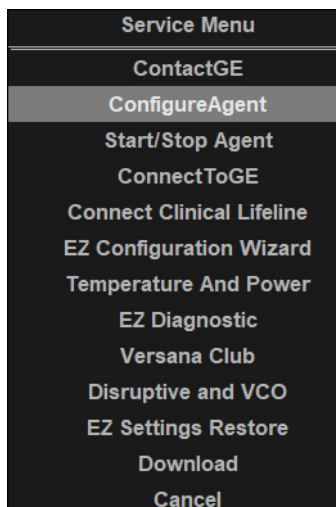 Service Menu
ContactGE
ConfigureAgent
Start/Stop Agent
ConnectToGE
Connect Clinical Lifeline
EZ Configuration Wizard
Temperature And Power
EZ Diagnostic
Versana Club
Disruptive and VCO
EZ Settings Restore
Download
Cancel